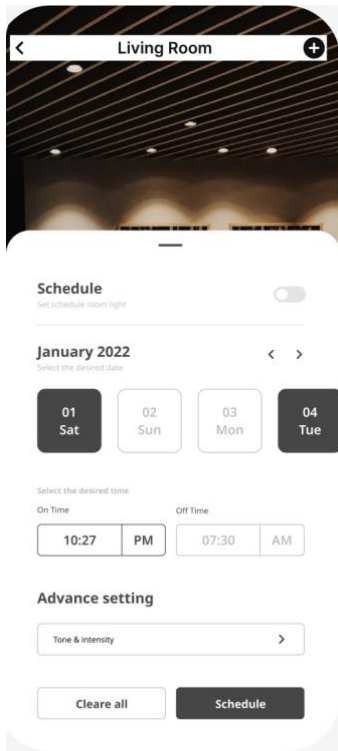 Living Room
Schedule
Set schedule room light
January 2022
Select the desired date
01 02 03 04
Sat Sun Mon Tue
Select the desired time
On Time Off Time
10:27 PM 07:30 AM
Advance setting
Tone & intensity
Cleare all Schedule